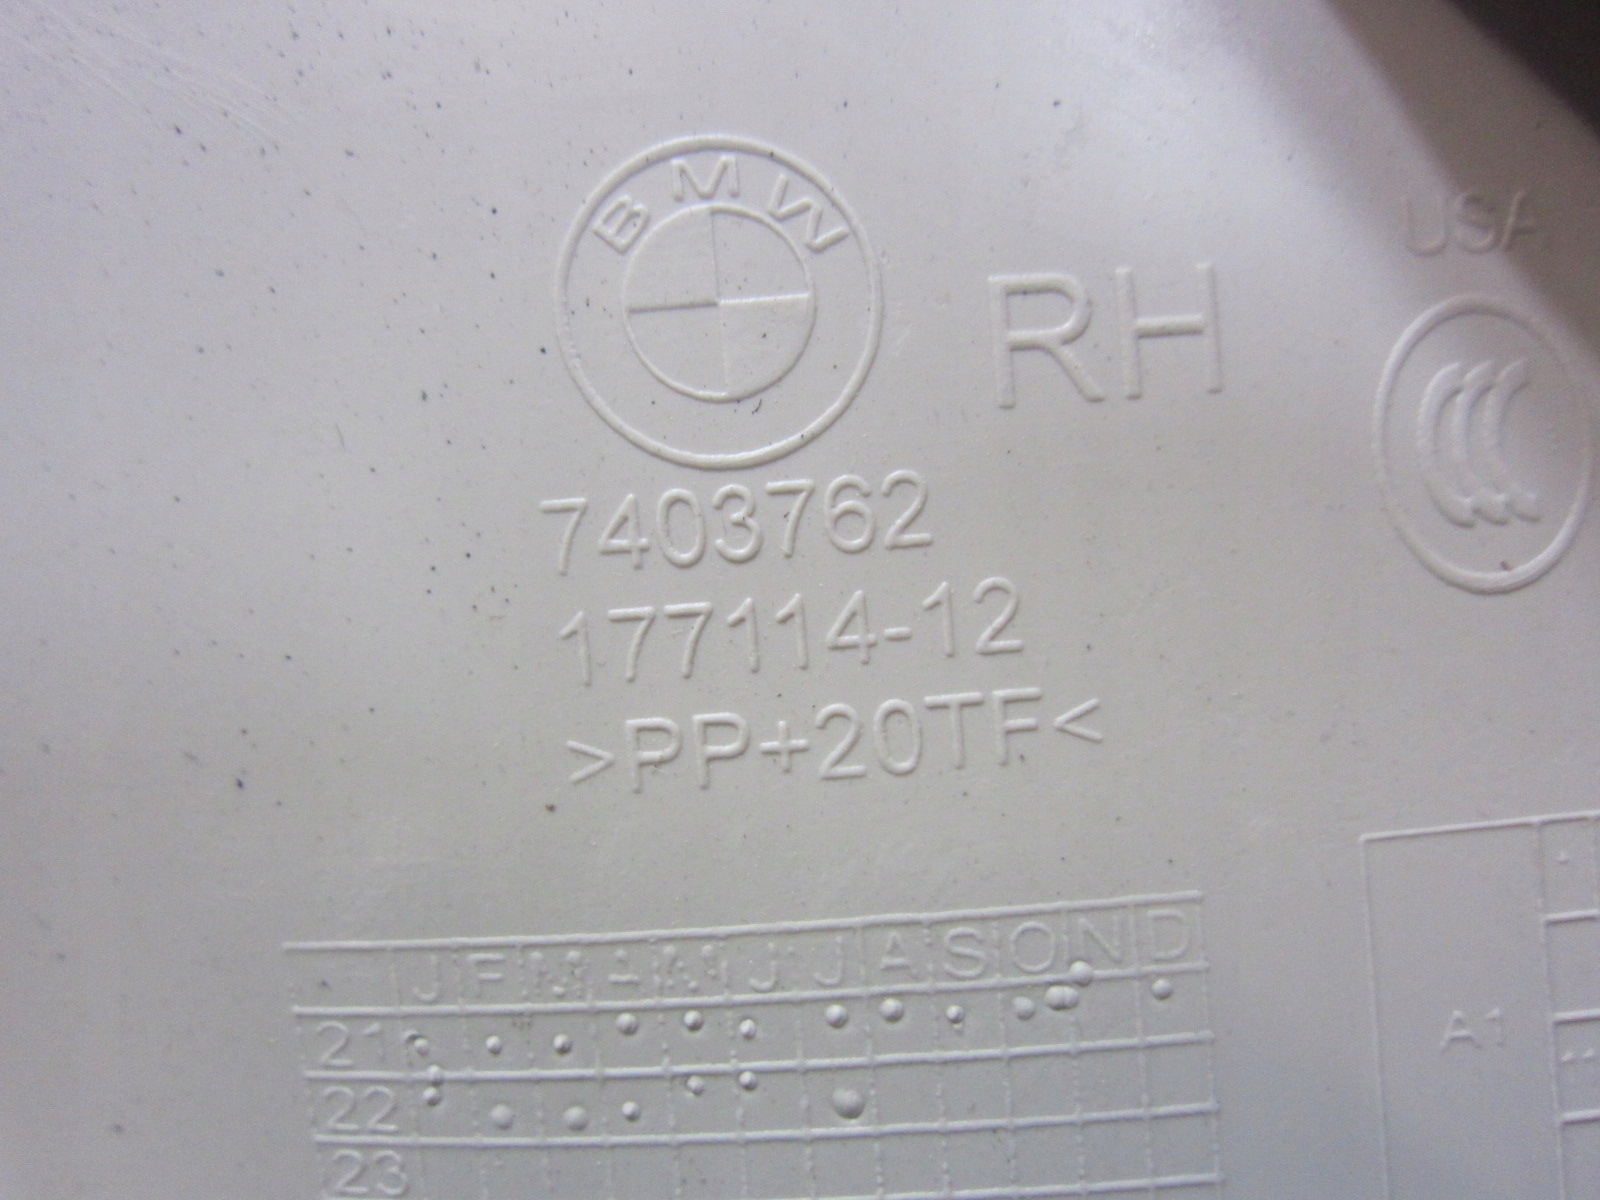 BMW
RH
USA
7403762
177114-12
>PP+20TF<
J F M A M J J A S O N D
21
22
23
A1